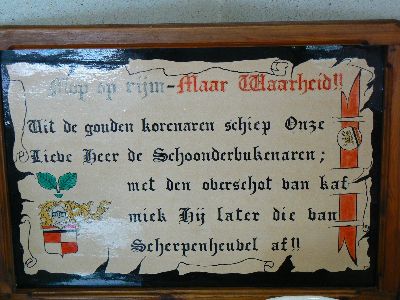 Mop op rijm-Maar Waarheid!!
Uit de gouden korenaren schiep Onze
Lieve Heer de Schoonderbukenaren;
met den overschot van kaf
miek Hij later die van
Scherpenheuvel af!!